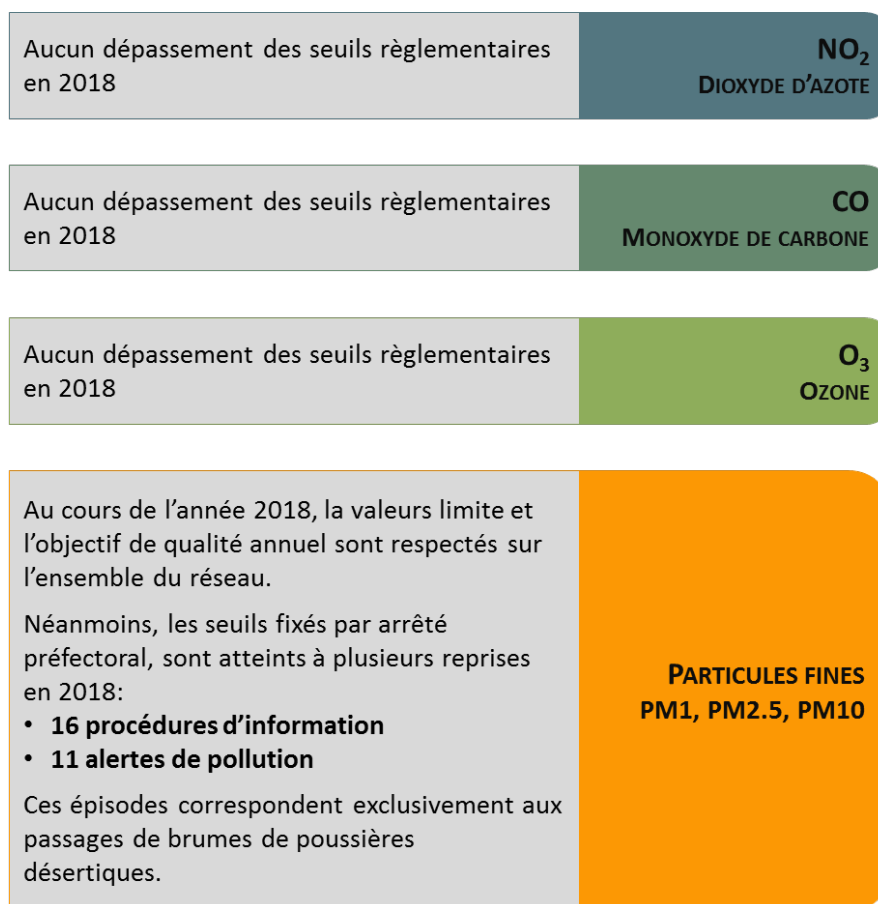 Aucun dépassement des seuils règlementaires
en 2018
NO₂
DIOXYDE D'AZOTE
Aucun dépassement des seuils règlementaires
en 2018
CO
MONOXYDE DE CARBONE
Aucun dépassement des seuils règlementaires
en 2018
O₃
OZONE
Au cours de l'année 2018, la valeurs limite et
l'objectif de qualité annuel sont respectés sur
l'ensemble du réseau.
Néanmoins, les seuils fixés par arrêté
préfectoral, sont atteints à plusieurs reprises
en 2018:
• 16 procédures d'information
• 11 alertes de pollution
Ces épisodes correspondent exclusivement aux
passages de brumes de poussières
désertiques.
PARTICULES FINES
PM1, PM2.5, PM10